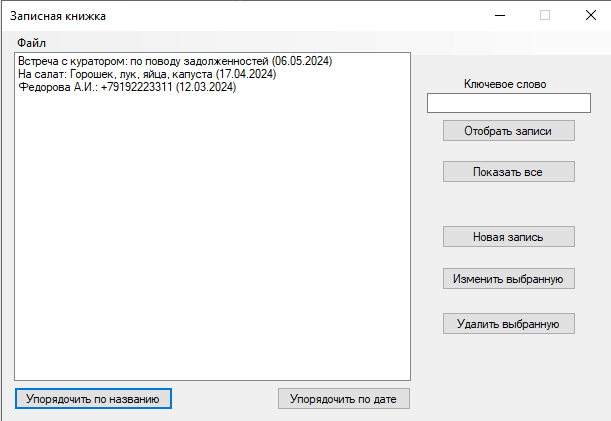 Записная книжка
Файл
Встреча с куратором: по поводу задолженностей (06.05.2024)
На салат: Горошек, лук, яйца, капуста (17.04.2024)
Федорова А.И.: +79192223311 (12.03.2024)
Ключевое слово
Отобрать записи
Показать все
Новая запись
Изменить выбранную
Удалить выбранную
Упорядочить по названию
Упорядочить по дате